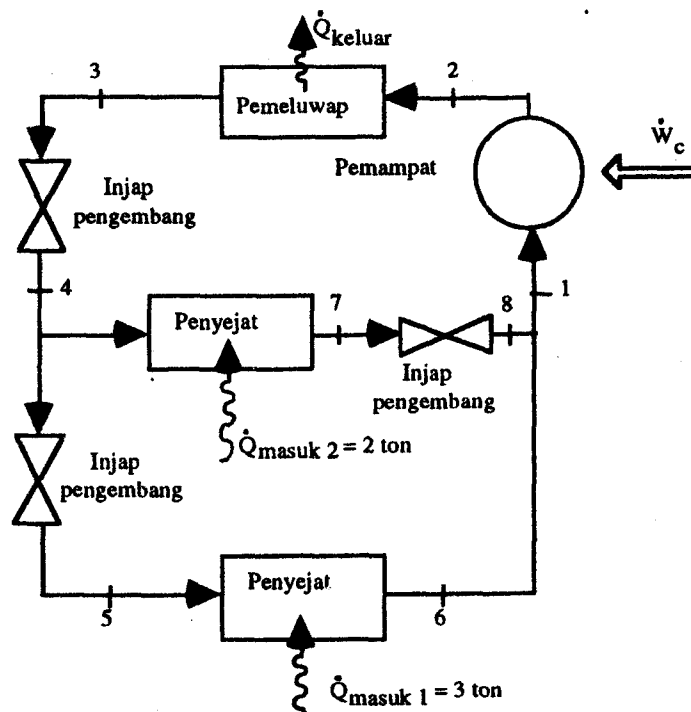 Q̇keluar
3
2
Pemeluwap
Ẇc
Pemampat
Injap
pengembang
4
1
Penyejat
7
8
Injap
pengembang
Q̇masuk 2 = 2 ton
Injap
pengembang
Penyejat
5
6
Q̇masuk 1 = 3 ton